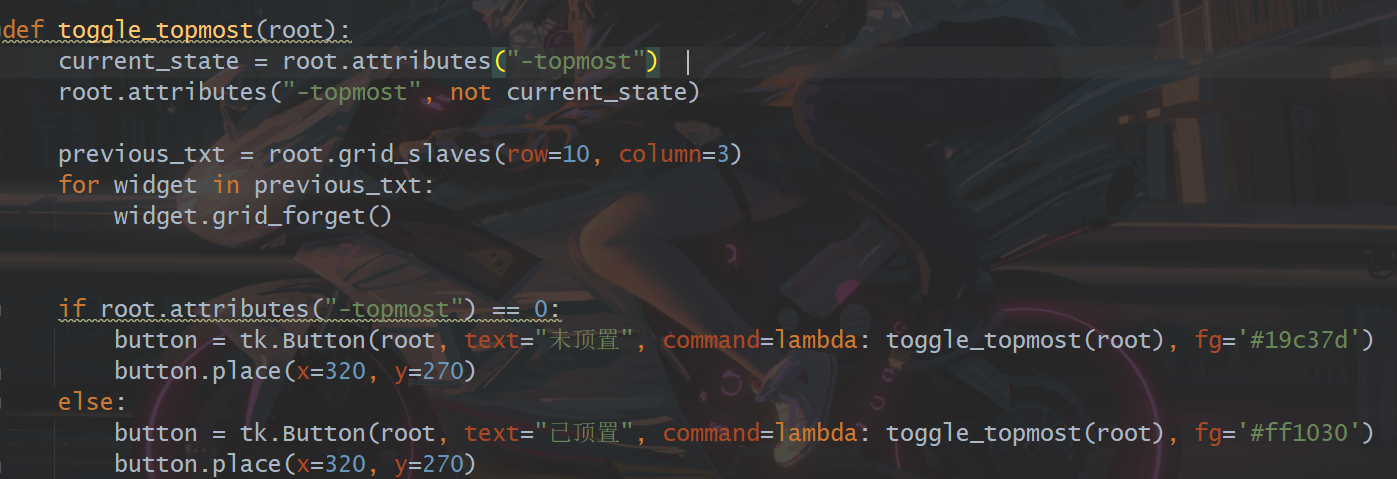 def toggle_topmost(root):
    current_state = root.attributes("-topmost")
    root.attributes("-topmost", not current_state)
    previous_txt = root.grid_slaves(row=10, column=3)
    for widget in previous_txt:
        widget.grid_forget()
    if root.attributes("-topmost") == 0:
        button = tk.Button(root, text="未顶置", command=lambda: toggle_topmost(root), fg='#19c37d')
        button.place(x=320, y=270)
    else:
        button = tk.Button(root, text="已顶置", command=lambda: toggle_topmost(root), fg='#ff1030')
        button.place(x=320, y=270)